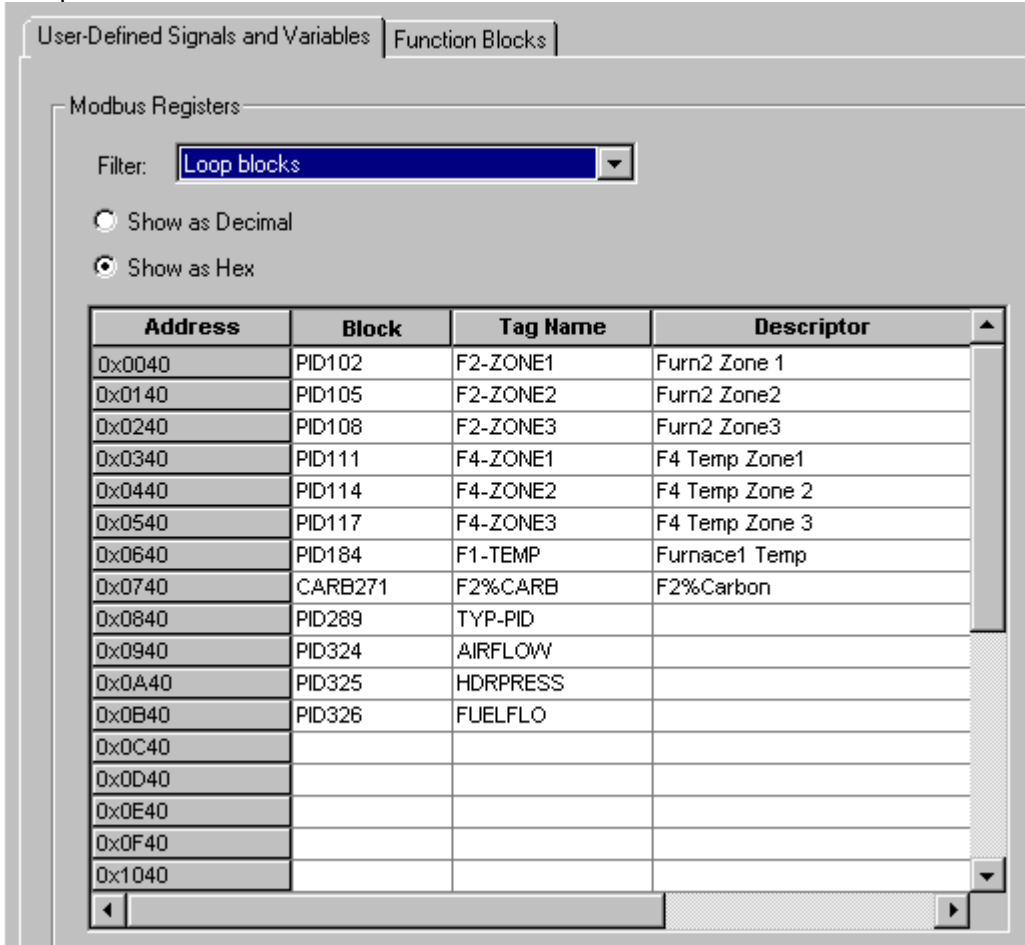 User-Defined Signals and Variables Function Blocks
Modbus Registers
Filter: Loop blocks
Show as Decimal
Show as Hex
Address Block Tag Name Descriptor
0x0040 PID102 F2-ZONE1 Furn2 Zone 1
0x0140 PID105 F2-ZONE2 Furn2 Zone2
0x0240 PID108 F2-ZONE3 Furn2 Zone3
0x0340 PID111 F4-ZONE1 F4 Temp Zone1
0x0440 PID114 F4-ZONE2 F4 Temp Zone 2
0x0540 PID117 F4-ZONE3 F4 Temp Zone 3
0x0640 PID184 F1-TEMP Furnace1 Temp
0x0740 CARB271 F2%CARB F2%Carbon
0x0840 PID289 TYP-PID
0x0940 PID324 AIRFLOW
0x0A40 PID325 HDRPRESS
0x0B40 PID326 FUELFLO
0x0C40
0x0D40
0x0E40
0x0F40
0x1040